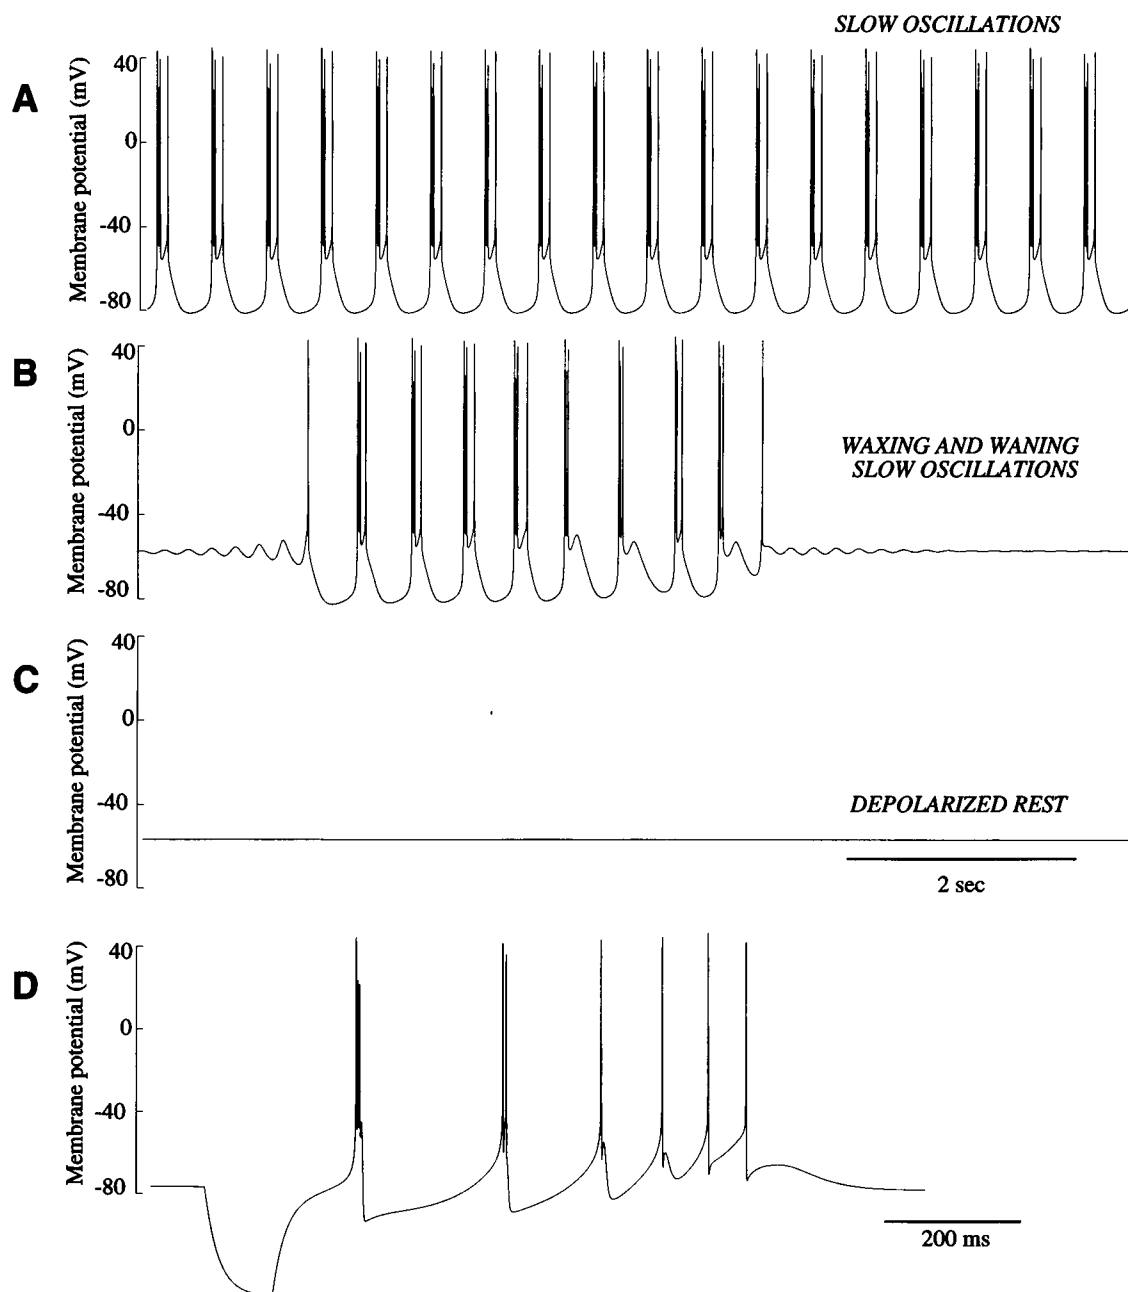 SLOW OSCILLATIONS
A
Membrane potential (mV)
40
0
-40
-80
B
Membrane potential (mV)
40
0
-40
-80
WAXING AND WANING
SLOW OSCILLATIONS
C
Membrane potential (mV)
40
0
-40
-80
DEPOLARIZED REST
2 sec
D
Membrane potential (mV)
40
0
-40
-80
200 ms